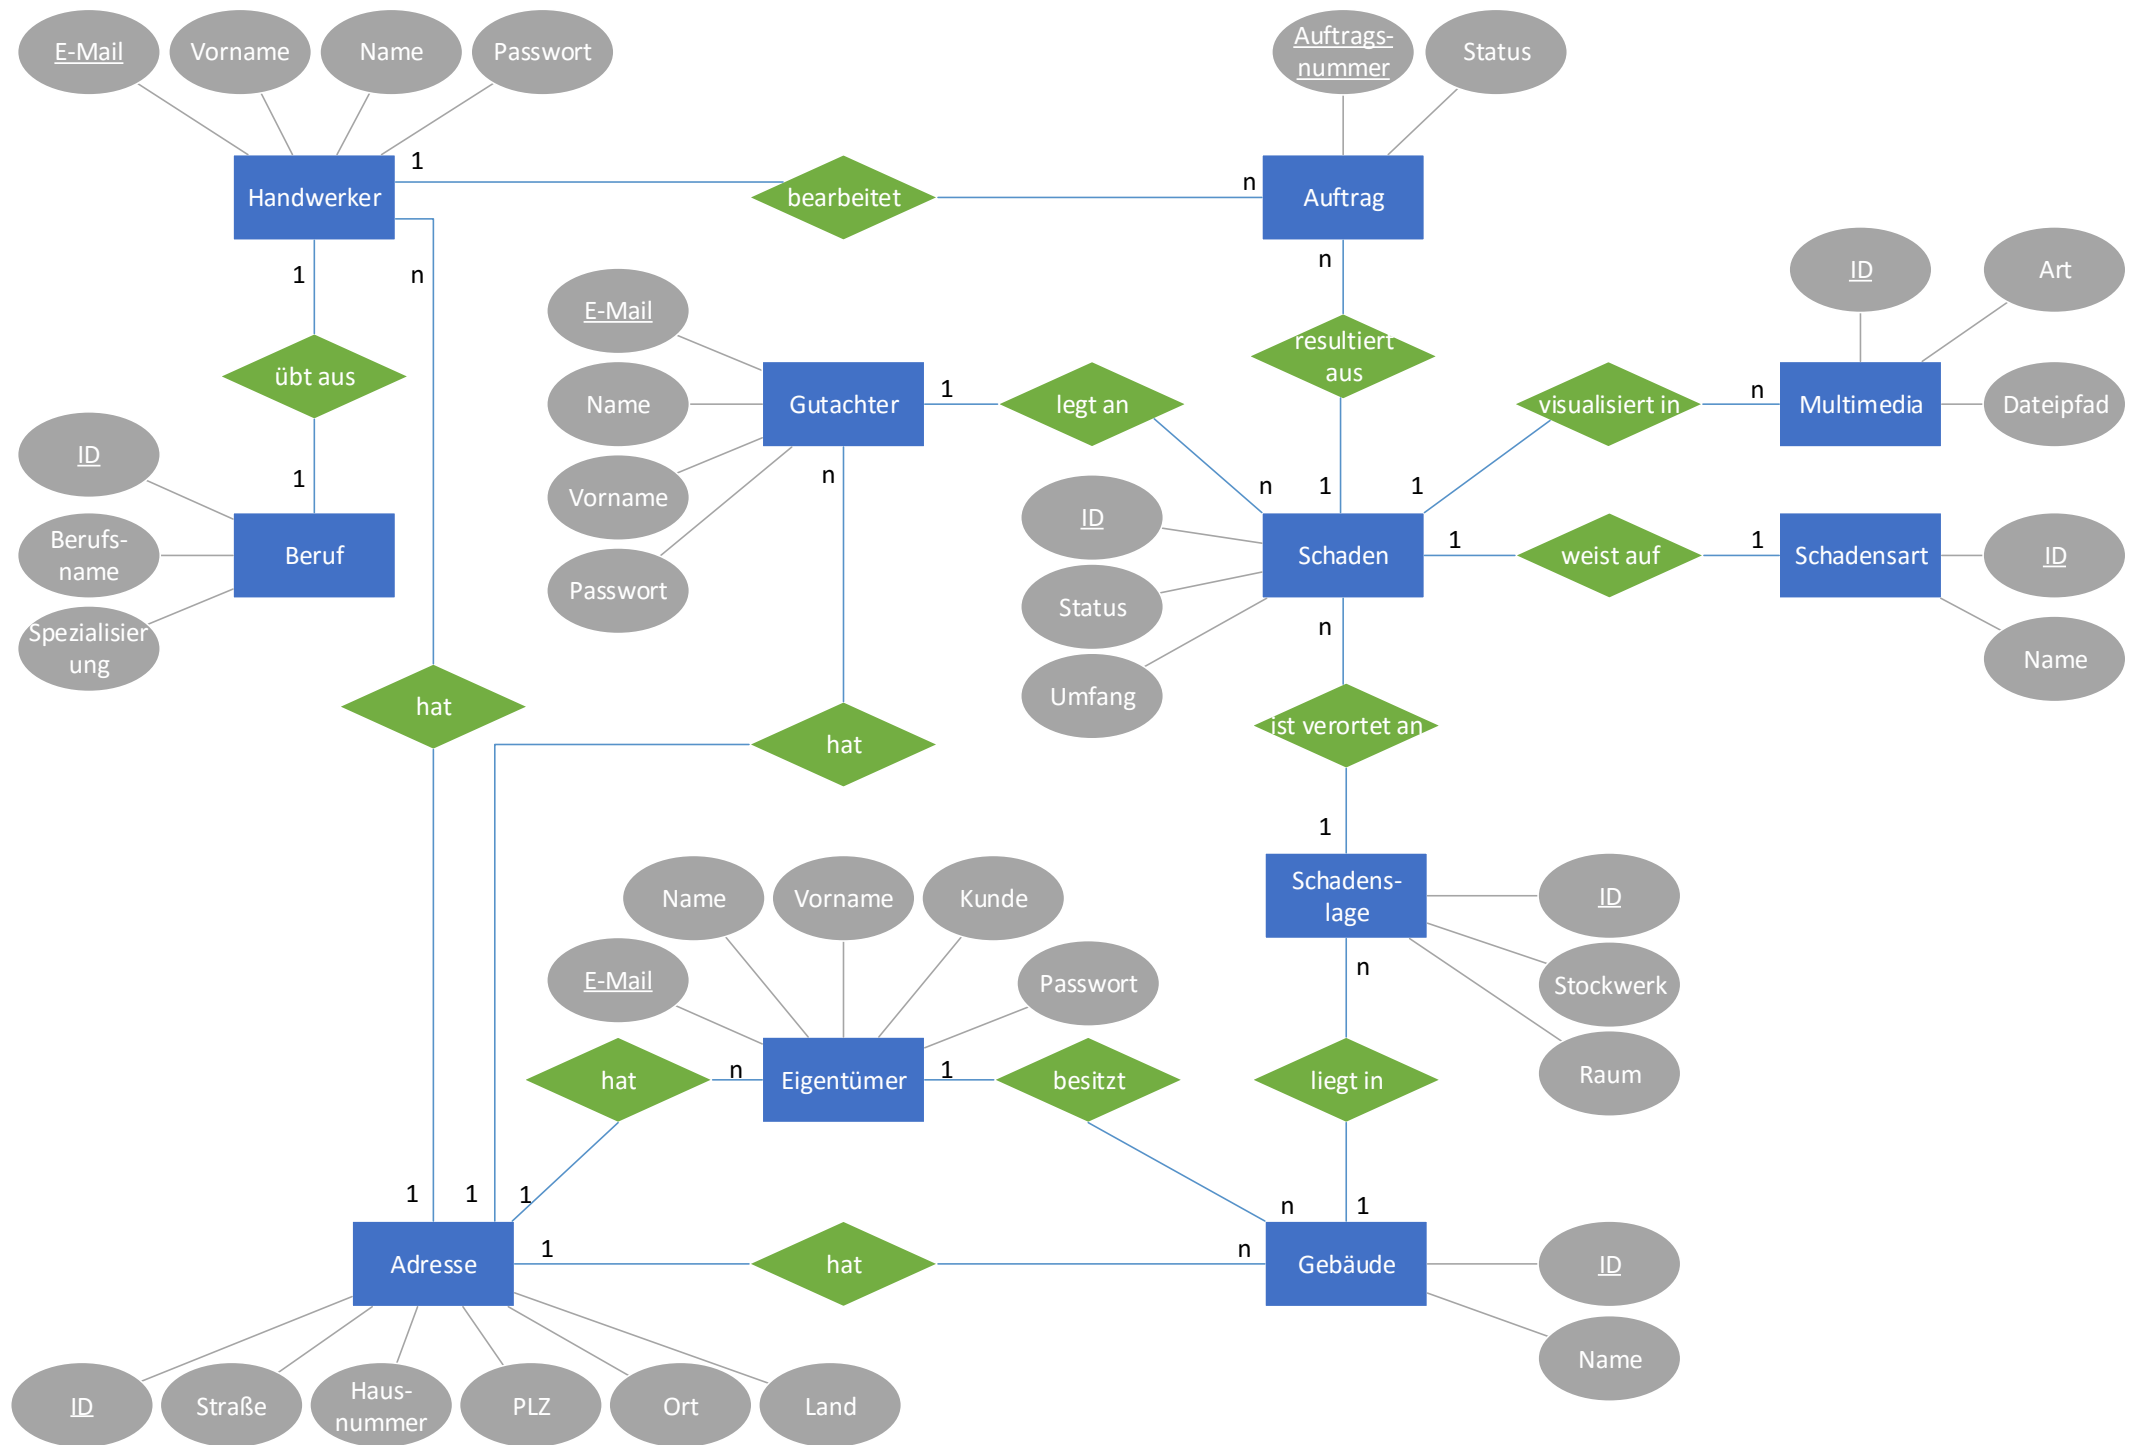 E-Mail
Vorname
Name
Passwort
Auftrags-
nummer
Status
1
Handwerker
bearbeitet
n
Auftrag
1
n
n
ID
Art
E-Mail
resultiert
aus
übt aus
Name
Gutachter
1
legt an
visualisiert in
n
Multimedia
Dateipfad
ID
1
n
Vorname
n
1
1
ID
Berufs-
name
Beruf
Passwort
Status
Schaden
1
weist auf
1
Schadensart
ID
Spezialisier
ung
n
Name
Umfang
hat
hat
ist verortet an
1
Name
Vorname
Kunde
Schadens-
lage
ID
E-Mail
Passwort
n
Stockwerk
hat
n
Eigentümer
1
besitzt
liegt in
Raum
1
1
1
n
1
Adresse
1
hat
n
Gebäude
ID
Name
ID
Straße
Haus-
nummer
PLZ
Ort
Land